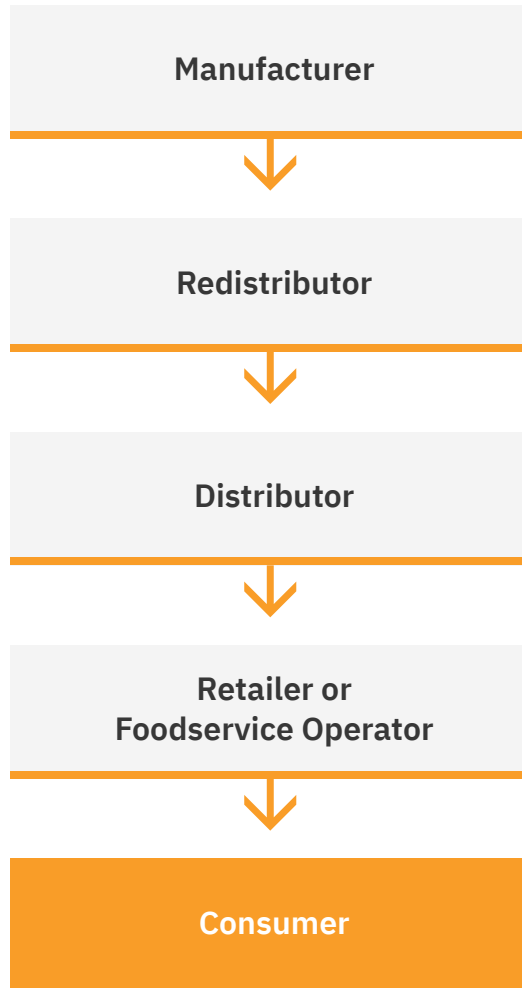 Manufacturer
Redistributor
Distributor
Retailer or
Foodservice Operator
Consumer